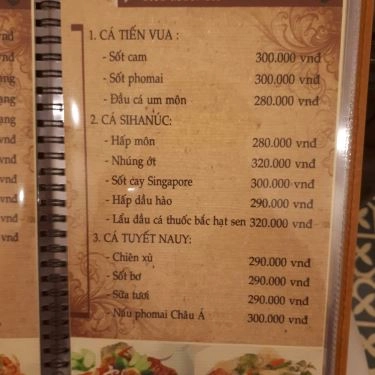 1. CÁ TIẾN VUA :
- Sốt cam 300.000 vnđ
- Sốt phomai 300.000 vnđ
- Đầu cá um môn 280.000 vnđ
2. CÁ SIHANÚC:
- Hấp môn 280.000 vnđ
- Nhúng ớt 320.000 vnđ
- Sốt cay Singapore 300.000 vnđ
- Hấp dầu hào 290.000 vnđ
- Lẩu đầu cá thuốc bắc hạt sen 320.000 vnđ
3. CÁ TUYẾT NAUY:
- Chiên xù 290.000 vnđ
- Sốt bơ 290.000 vnđ
- Sữa tươi 290.000 vnđ
- Nấu phomai Châu Á 300.000 vnđ